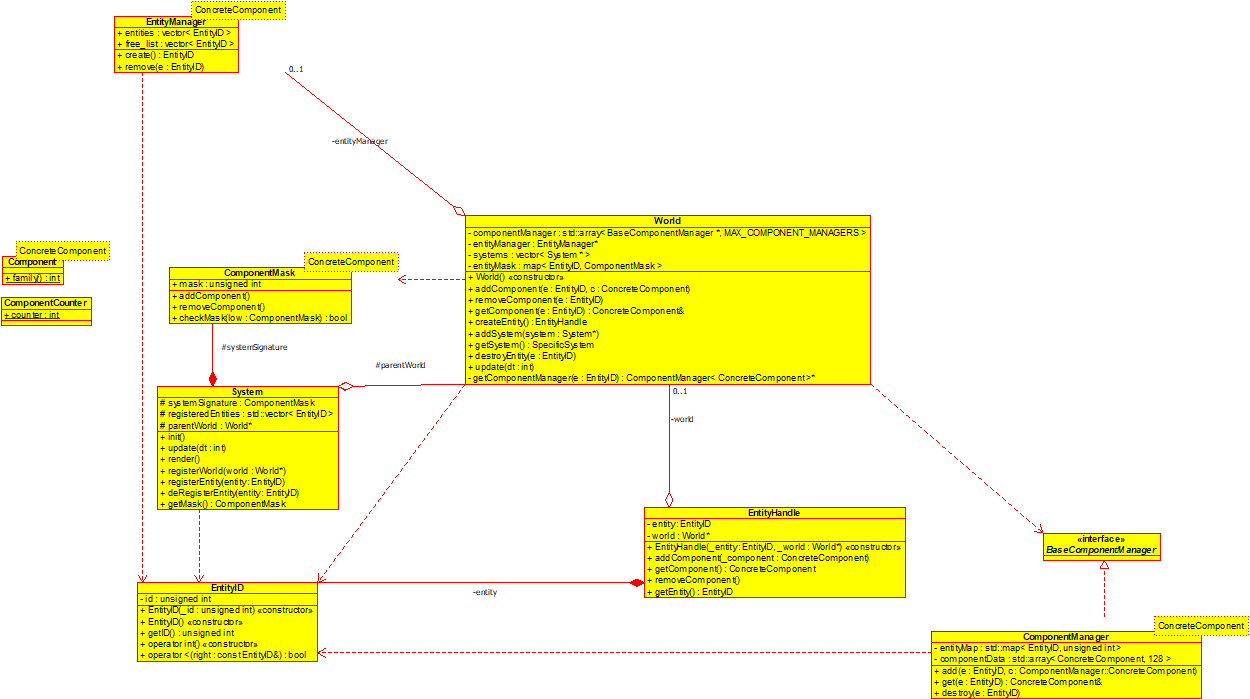 ConcreteComponent
EntityManager
+ entities : vector< EntityID >
+ free_list : vector< EntityID >
+ create() : EntityID
+ remove(e : EntityID)
0..1
-entityManager
World
- componentManager : std::array< BaseComponentManager *, MAX_COMPONENT_MANAGERS >
- entityManager : EntityManager*
- systems : vector< System * >
- entityMask : map< EntityID, ComponentMask >
+ World() «constructor»
+ addComponent(e : EntityID, c : ConcreteComponent)
+ removeComponent(e : EntityID)
+ getComponent(e : EntityID) : ConcreteComponent&
+ createEntity() : EntityHandle
+ addSystem(system : System*)
+ getSystem() : SpecificSystem
+ destroyEntity(e : EntityID)
+ update(dt : int)
- getComponentManager(e : EntityID) : ComponentManager< ConcreteComponent >*
ConcreteComponent
Component
+ family() : int
ComponentCounter
+ counter : int
ConcreteComponent
ComponentMask
+ mask : unsigned int
+ addComponent()
+ removeComponent()
+ checkMask(low : ComponentMask) : bool
#systemSignature
#parentWorld
System
# systemSignature : ComponentMask
# registeredEntities : std::vector< EntityID >
# parentWorld : World*
+ init()
+ update(dt : int)
+ render()
+ registerWorld(world : World*)
+ registerEntity(entity : EntityID)
+ deRegisterEntity(entity : EntityID)
+ getMask() : ComponentMask
0..1
-world
EntityHandle
- entity : EntityID
- world : World*
+ EntityHandle(_entity : EntityID, _world : World*) «constructor»
+ addComponent(_component : ConcreteComponent)
+ getComponent() : ConcreteComponent
+ removeComponent()
+ getEntity() : EntityID
«interface»
BaseComponentManager
-entity
EntityID
- id : unsigned int
+ EntityID(_id : unsigned int) «constructor»
+ EntityID() «constructor»
+ getID() : unsigned int
+ operator int() «constructor»
+ operator <(right : const EntityID&) : bool
ConcreteComponent
ComponentManager
- entityMap : std::map< EntityID, unsigned int >
- componentData : std::array< ConcreteComponent, 128 >
+ add(e : EntityID, c : ComponentManager::ConcreteComponent)
+ get(e : EntityID) : ConcreteComponent&
+ destroy(e : EntityID)